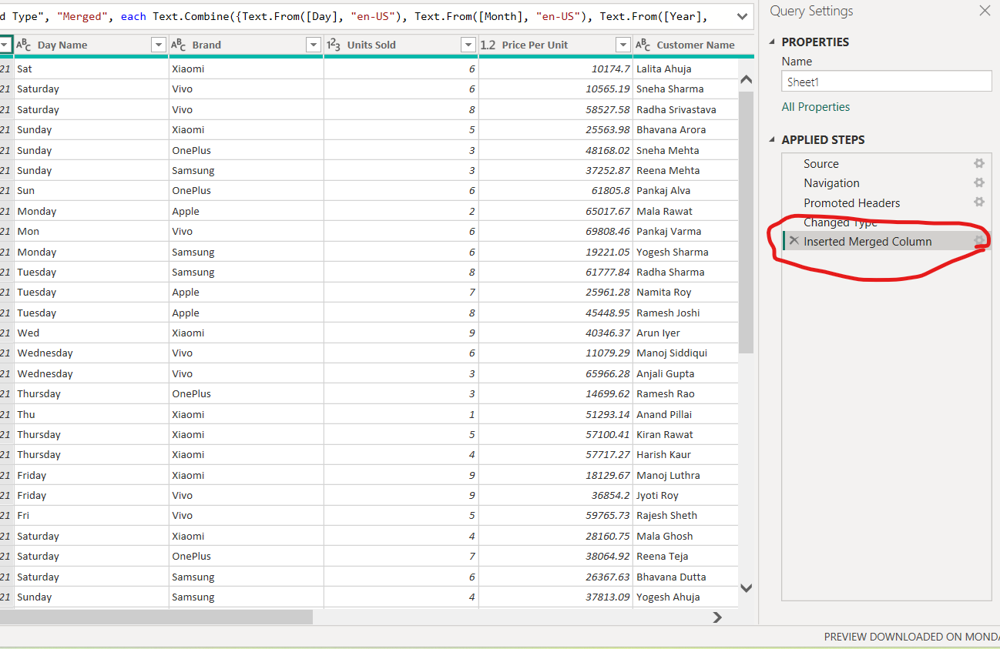 d Type", "Merged", each Text.Combine({Text.From([Day], "en-US"), Text.From([Month], "en-US"), Text.From([Year],
Day Name Brand Units Sold Price Per Unit Customer Name
21 Sat Xiaomi 6 10174.7 Lalita Ahuja
21 Saturday Vivo 6 10565.19 Sneha Sharma
21 Saturday Vivo 8 58527.58 Radha Srivastava
21 Sunday Xiaomi 5 25563.98 Bhavana Arora
21 Sunday OnePlus 3 48168.02 Sneha Mehta
21 Sunday Samsung 3 37252.87 Reena Mehta
21 Sun OnePlus 6 61805.8 Pankaj Alva
21 Monday Apple 2 65017.67 Mala Rawat
21 Mon Vivo 6 69808.46 Pankaj Varma
21 Monday Samsung 6 19221.05 Yogesh Sharma
21 Tuesday Samsung 8 61777.84 Radha Sharma
21 Tuesday Apple 7 25961.28 Namita Roy
21 Tuesday Apple 8 45448.95 Ramesh Joshi
21 Wed Xiaomi 9 40346.37 Arun Iyer
21 Wednesday Vivo 6 11079.29 Manoj Siddiqui
21 Wednesday Vivo 3 65966.28 Anjali Gupta
21 Thursday OnePlus 3 14699.62 Ramesh Rao
21 Thu Xiaomi 1 51293.14 Anand Pillai
21 Thursday Xiaomi 5 57100.41 Kiran Rawat
21 Thursday Xiaomi 4 57717.27 Harish Kaur
21 Friday Xiaomi 9 18129.67 Manoj Luthra
21 Friday Vivo 9 36854.2 Jyoti Roy
21 Fri Vivo 5 59765.73 Rajesh Sheth
21 Saturday Xiaomi 4 28160.75 Mala Ghosh
21 Saturday OnePlus 7 38064.92 Reena Teja
21 Saturday Samsung 6 26367.63 Bhavana Dutta
21 Sunday Samsung 4 37813.09 Yogesh Ahuja
Query Settings
PROPERTIES
Name
Sheet1
All Properties
APPLIED STEPS
Source
Navigation
Promoted Headers
Changed Type
Inserted Merged Column
PREVIEW DOWNLOADED ON MOND